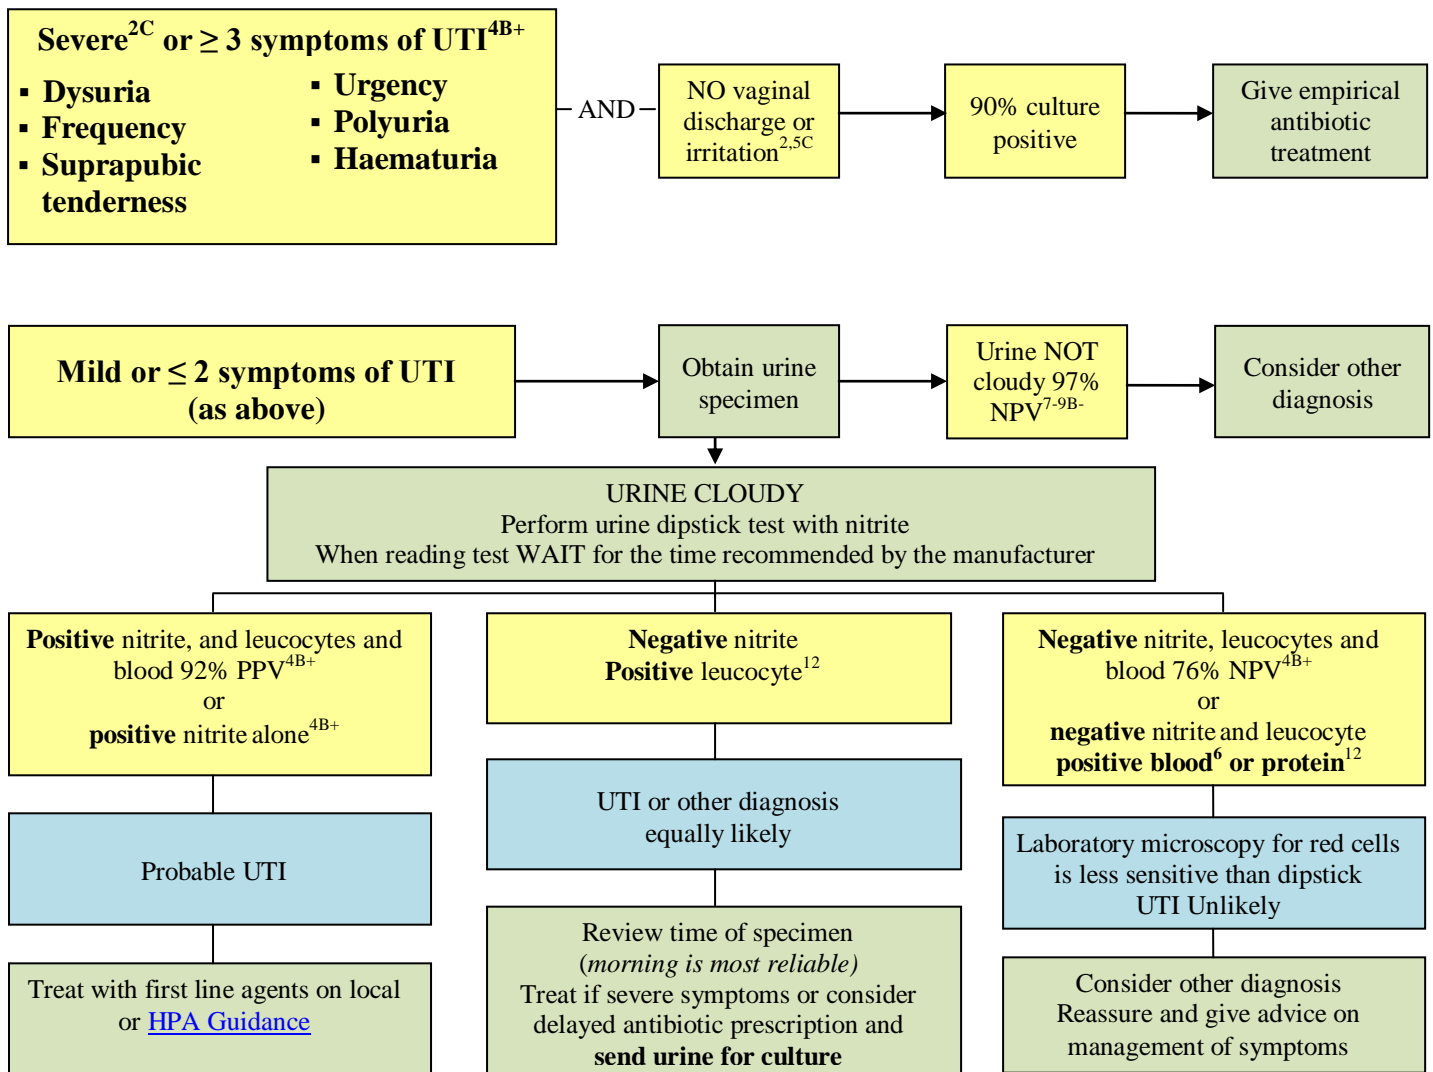 Severe2C or ≥ 3 symptoms of UTI4B+
▪ Dysuria
▪ Frequency
▪ Suprapubic
tenderness
▪ Urgency
▪ Polyuria
▪ Haematuria
AND
NO vaginal
discharge or
irritation2,5C
90% culture
positive
Give empirical
antibiotic
treatment
Mild or ≤ 2 symptoms of UTI
(as above)
Obtain urine
specimen
Urine NOT
cloudy 97%
NPV7-9B-
Consider other
diagnosis
URINE CLOUDY
Perform urine dipstick test with nitrite
When reading test WAIT for the time recommended by the manufacturer
Positive nitrite, and leucocytes and
blood 92% PPV4B+
or
positive nitrite alone4B+
Negative nitrite
Positive leucocyte12
Negative nitrite, leucocytes and
blood 76% NPV4B+
or
negative nitrite and leucocyte
positive blood6 or protein12
Probable UTI
UTI or other diagnosis
equally likely
Laboratory microscopy for red cells
is less sensitive than dipstick
UTI Unlikely
Treat with first line agents on local
or HPA Guidance
Review time of specimen
(morning is most reliable)
Treat if severe symptoms or consider
delayed antibiotic prescription and
send urine for culture
Consider other diagnosis
Reassure and give advice on
management of symptoms